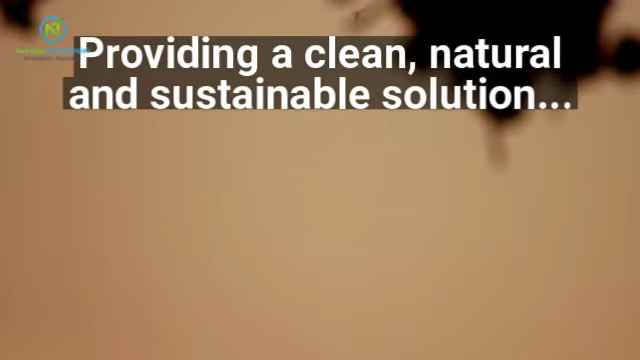 Providing a clean, natural
and sustainable solution...